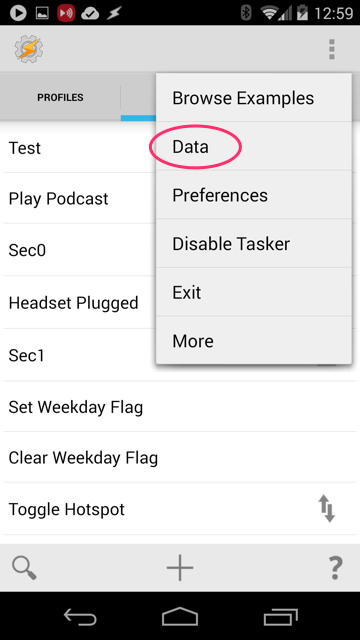 12:59
PROFILES
Browse Examples
Test
Data
Play Podcast
Preferences
Sec0
Disable Tasker
Headset Plugged
Exit
Sec1
More
Set Weekday Flag
Clear Weekday Flag
Toggle Hotspot
?